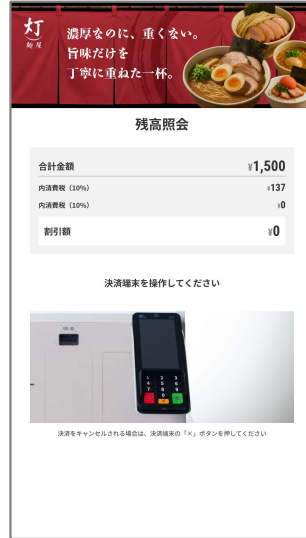 灯
麺屋
濃厚なのに、重くない。
旨味だけを
丁寧に重ねた一杯。
残高照会
合計金額 ¥1,500
内消費税（10%） ¥137
内消費税（10%） ¥0
割引額 ¥0
決済端末を操作してください
決済をキャンセルされる場合は、決済端末の「×」ボタンを押してください